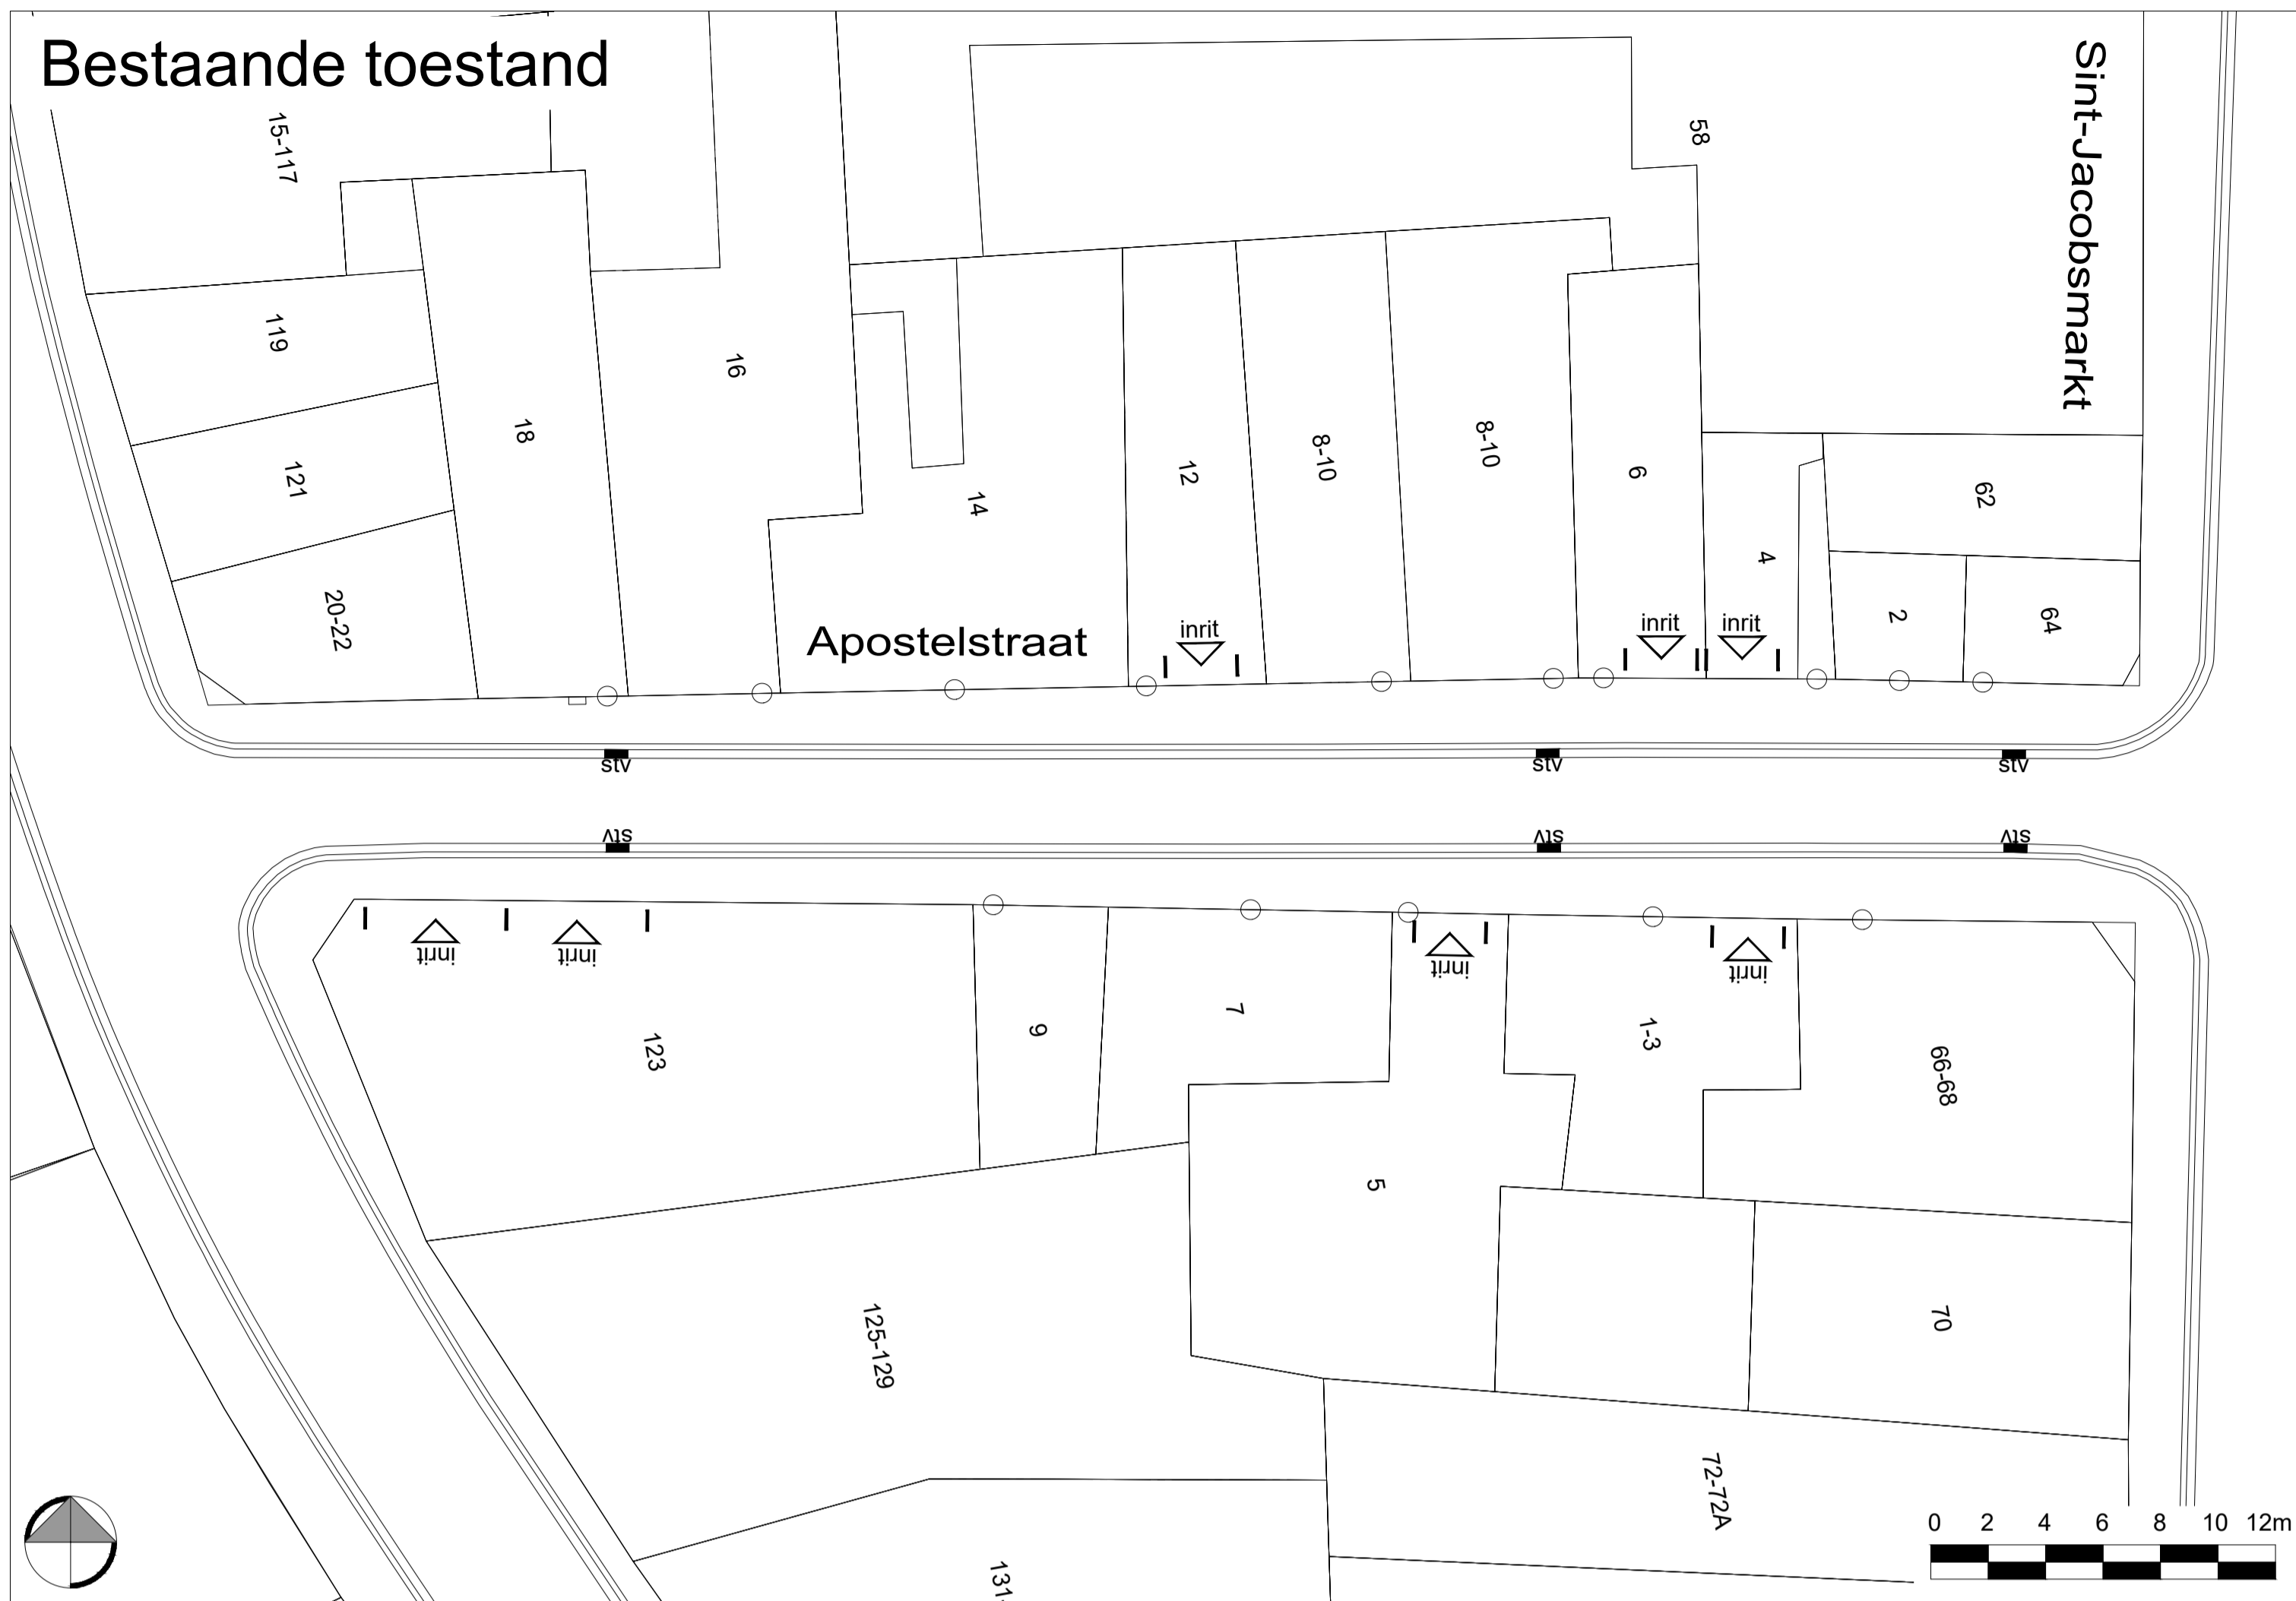 Bestaande toestand
Sint-Jacobsmarkt
15-117
58
119
16
18
121
12
8-10
8-10
6
14
62
4
20-22
2
64
Apostelstraat
inrit
inrit
inrit
stv
stv
stv
stv
stv
stv
inrit
inrit
inrit
inrit
123
9
7
1-3
66-68
5
125-129
70
72-72A
131-
0 2 4 6 8 10 12m